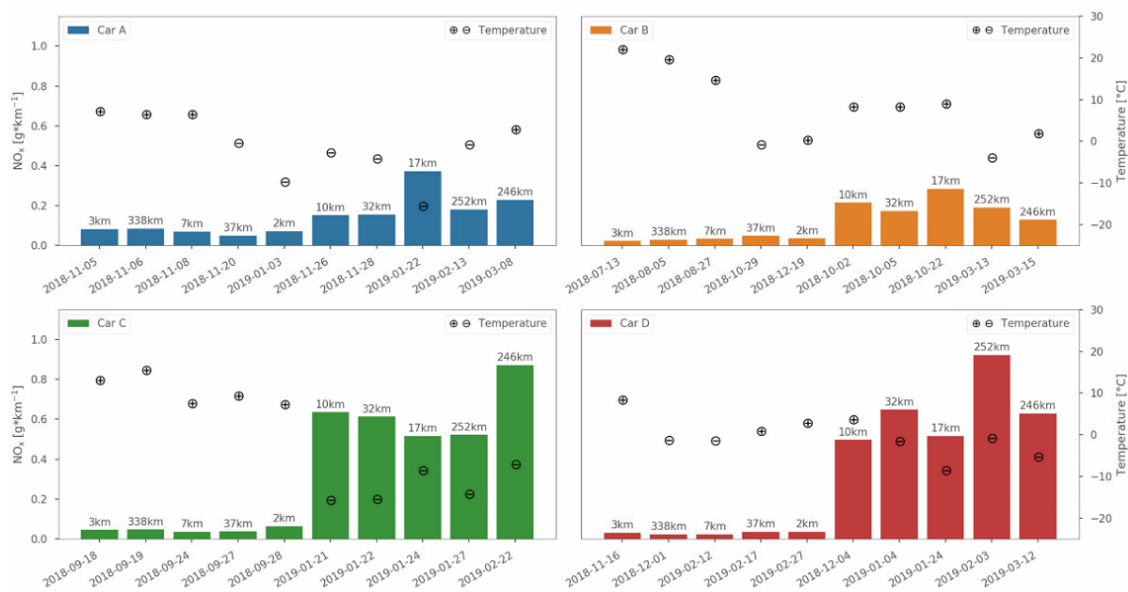 Car A
⊕ ⊖ Temperature
NOx [g*km−1]
1.0
0.8
0.6
0.4
0.2
0.0
3km 338km 7km 37km 2km 10km 32km 17km 252km 246km
2018-11-05 2018-11-06 2018-11-08 2018-11-20 2019-01-03 2018-11-26 2018-11-28 2019-01-22 2019-02-13 2019-03-08
Car B
⊕ ⊖ Temperature
30
20
10
0
−10
−20
Temperature [°C]
3km 338km 7km 37km 2km 10km 32km 17km 252km 246km
2018-07-13 2018-08-05 2018-08-27 2018-10-29 2018-12-19 2018-10-02 2018-10-05 2018-10-22 2019-03-13 2019-03-15
Car C
⊕ ⊖ Temperature
NOx [g*km−1]
1.0
0.8
0.6
0.4
0.2
0.0
3km 338km 7km 37km 2km 10km 32km 17km 252km 246km
2018-09-18 2018-09-19 2018-09-24 2018-09-27 2018-09-28 2019-01-21 2019-01-22 2019-01-24 2019-01-27 2019-02-22
Car D
⊕ ⊖ Temperature
30
20
10
0
−10
−20
Temperature [°C]
3km 338km 7km 37km 2km 10km 32km 17km 252km 246km
2018-11-16 2018-12-01 2019-02-12 2019-02-17 2019-02-27 2018-12-04 2019-01-04 2019-01-24 2019-02-03 2019-03-12